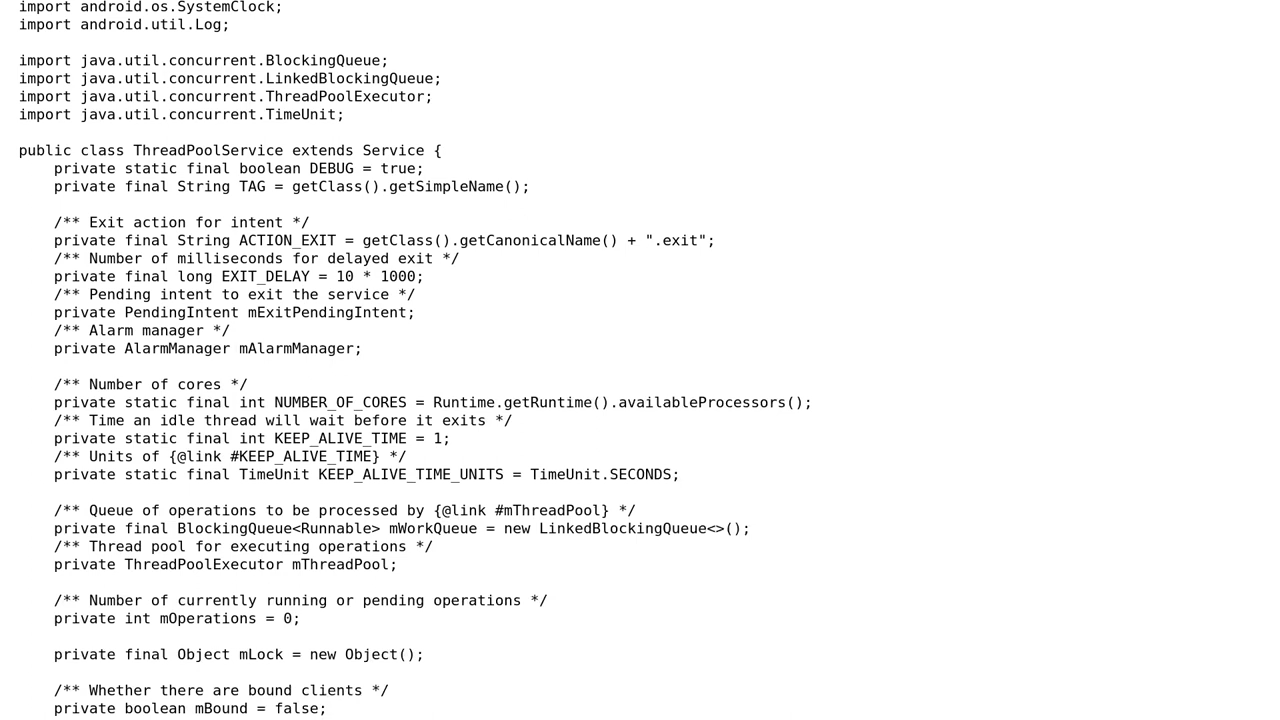 import android.os.SystemClock;
import android.util.Log;

import java.util.concurrent.BlockingQueue;
import java.util.concurrent.LinkedBlockingQueue;
import java.util.concurrent.ThreadPoolExecutor;
import java.util.concurrent.TimeUnit;

public class ThreadPoolService extends Service {
    private static final boolean DEBUG = true;
    private final String TAG = getClass().getSimpleName();

    /** Exit action for intent */
    private final String ACTION_EXIT = getClass().getCanonicalName() + ".exit";
    /** Number of milliseconds for delayed exit */
    private final long EXIT_DELAY = 10 * 1000;
    /** Pending intent to exit the service */
    private PendingIntent mExitPendingIntent;
    /** Alarm manager */
    private AlarmManager mAlarmManager;

    /** Number of cores */
    private static final int NUMBER_OF_CORES = Runtime.getRuntime().availableProcessors();
    /** Time an idle thread will wait before it exits */
    private static final int KEEP_ALIVE_TIME = 1;
    /** Units of {@link #KEEP_ALIVE_TIME} */
    private static final TimeUnit KEEP_ALIVE_TIME_UNITS = TimeUnit.SECONDS;

    /** Queue of operations to be processed by {@link #mThreadPool} */
    private final BlockingQueue<Runnable> mWorkQueue = new LinkedBlockingQueue<>();
    /** Thread pool for executing operations */
    private ThreadPoolExecutor mThreadPool;

    /** Number of currently running or pending operations */
    private int mOperations = 0;

    private final Object mLock = new Object();

    /** Whether there are bound clients */
    private boolean mBound = false;